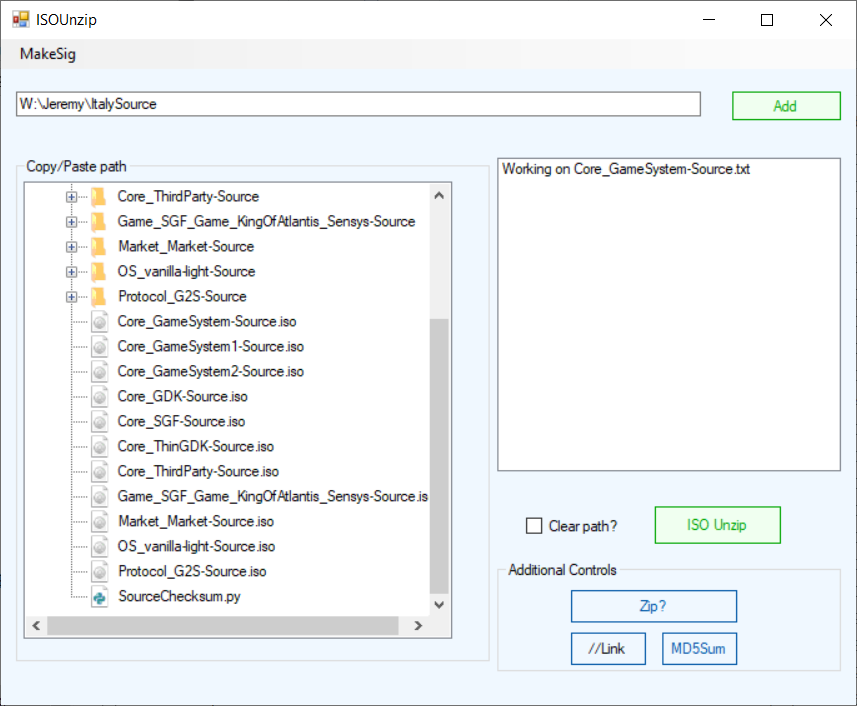 ISOUnzip
MakeSig
W:\Jeremy\ItalySource
Add
Copy/Paste path
Core_ThirdParty-Source
Game_SGF_Game_KingOfAtlantis_Sensys-Source
Market_Market-Source
OS_vanilla-light-Source
Protocol_G2S-Source
Core_GameSystem-Source.iso
Core_GameSystem1-Source.iso
Core_GameSystem2-Source.iso
Core_GDK-Source.iso
Core_SGF-Source.iso
Core_ThinGDK-Source.iso
Core_ThirdParty-Source.iso
Game_SGF_Game_KingOfAtlantis_Sensys-Source.is
Market_Market-Source.iso
OS_vanilla-light-Source.iso
Protocol_G2S-Source.iso
SourceChecksum.py
Working on Core_GameSystem-Source.txt
Clear path?
ISO Unzip
Additional Controls
Zip?
//Link
MD5Sum